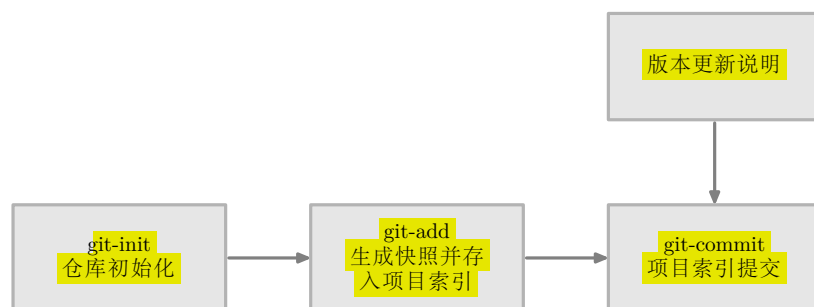 版本更新说明
git-init
仓库初始化
git-add
生成快照并存
入项目索引
git-commit
项目索引提交